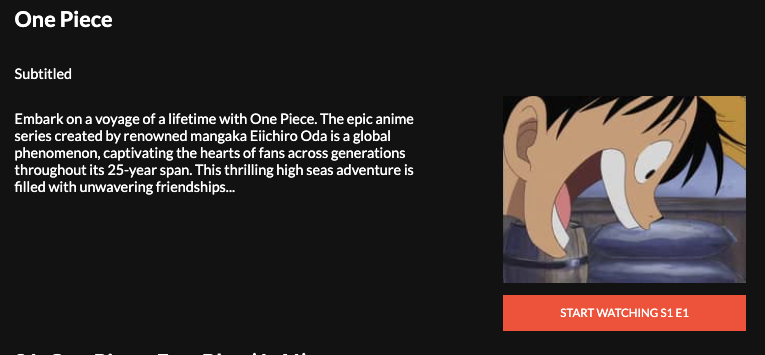 One Piece
Subtitled
Embark on a voyage of a lifetime with One Piece. The epic anime
series created by renowned mangaka Eiichiro Oda is a global
phenomenon, captivating the hearts of fans across generations
throughout its 25-year span. This thrilling high seas adventure is
filled with unwavering friendships...
START WATCHING S1 E1